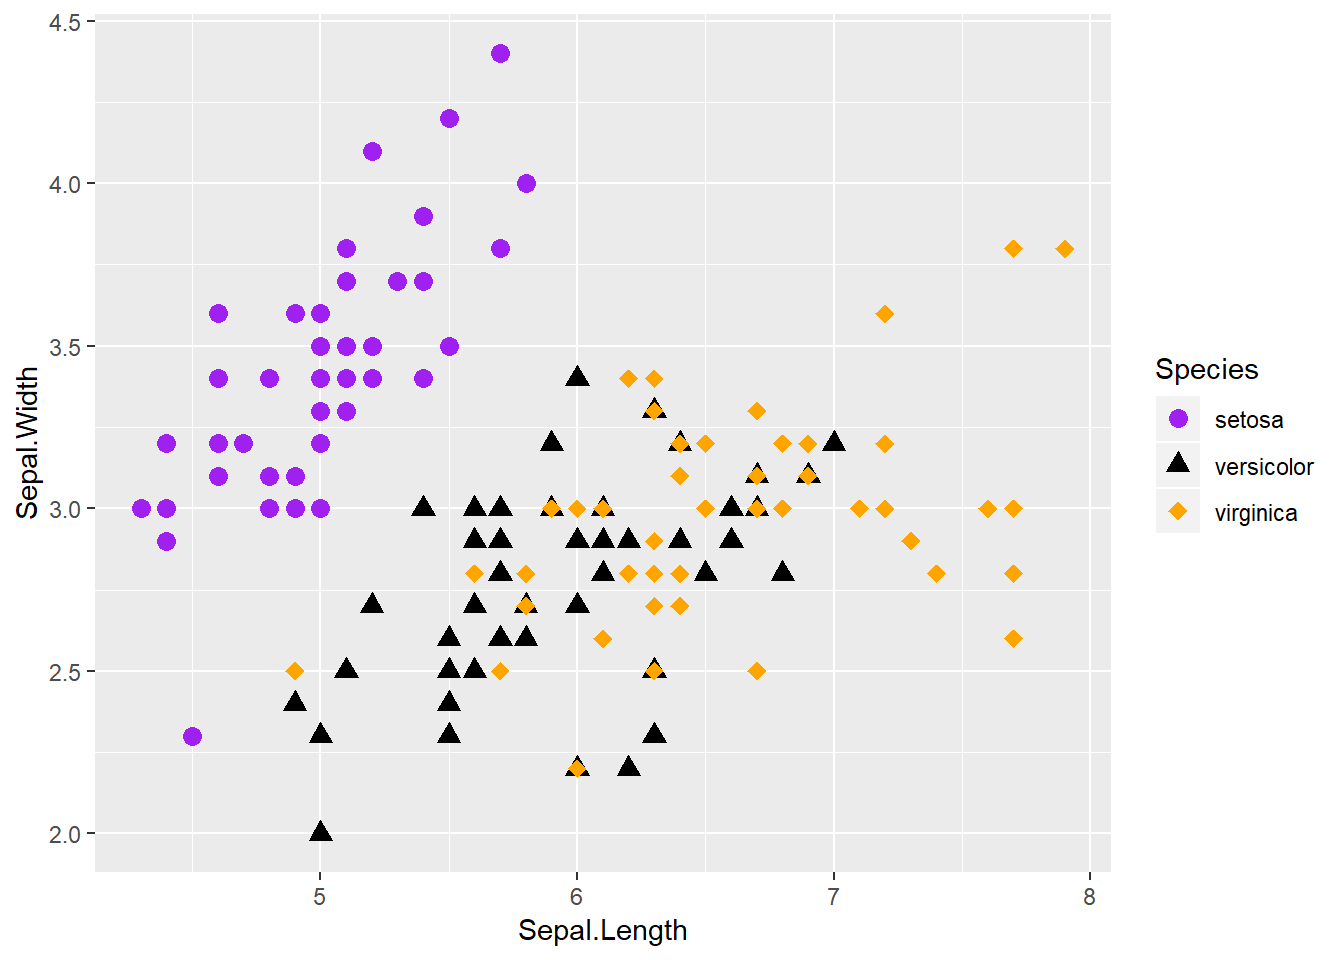 4.5
4.0
3.5
3.0
2.5
2.0
Sepal.Width
5 6 7 8
Sepal.Length
Species
setosa
versicolor
virginica